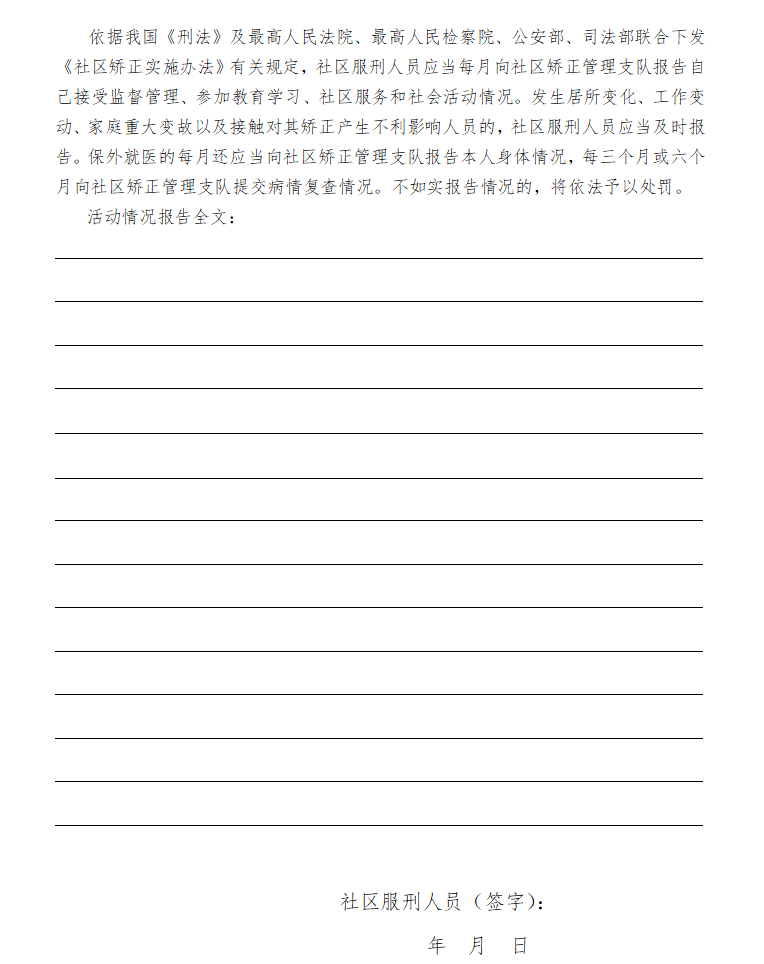 依据我国《刑法》及最高人民法院、最高人民检察院、公安部、司法部联合下发
《社区矫正实施办法》有关规定，社区服刑人员应当每月向社区矫正管理支队报告自
己接受监督管理、参加教育学习、社区服务和社会活动情况。发生居所变化、工作变
动、家庭重大变故以及接触对其矫正产生不利影响人员的，社区服刑人员应当及时报
告。保外就医的每月还应当向社区矫正管理支队报告本人身体情况，每三个月或六个
月向社区矫正管理支队提交病情复查情况。不如实报告情况的，将依法予以处罚。
活动情况报告全文：
社区服刑人员（签字）：
年 月 日